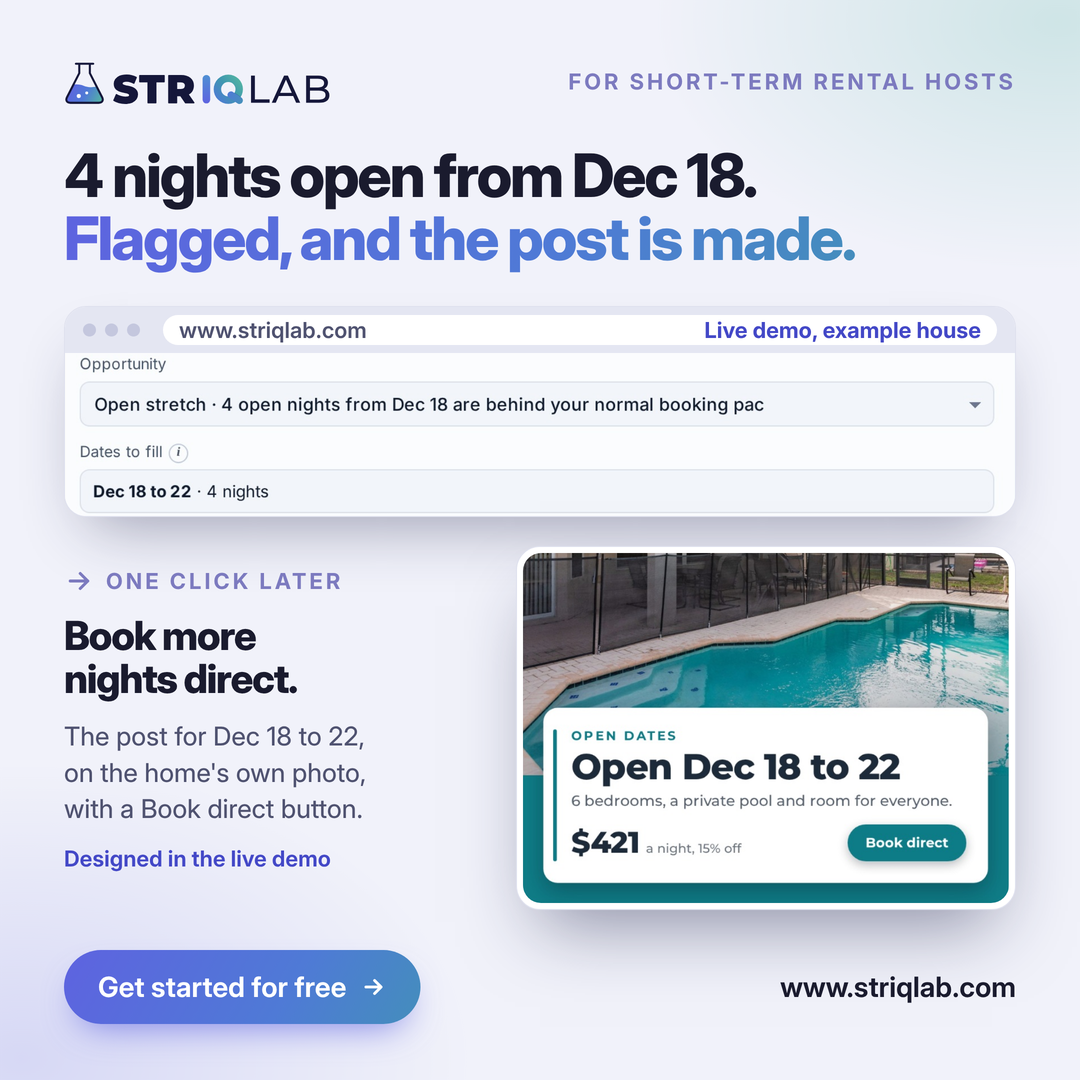 STRIQLAB
FOR SHORT-TERM RENTAL HOSTS
4 nights open from Dec 18.
Flagged, and the post is made.
www.striqlab.com
Live demo, example house
Opportunity
Open stretch · 4 open nights from Dec 18 are behind your normal booking pac
Dates to fill i
Dec 18 to 22 · 4 nights
→ ONE CLICK LATER
Book more
nights direct.
The post for Dec 18 to 22,
on the home's own photo,
with a Book direct button.
Designed in the live demo
OPEN DATES
Open Dec 18 to 22
6 bedrooms, a private pool and room for everyone.
$421 a night, 15% off
Book direct
Get started for free →
www.striqlab.com